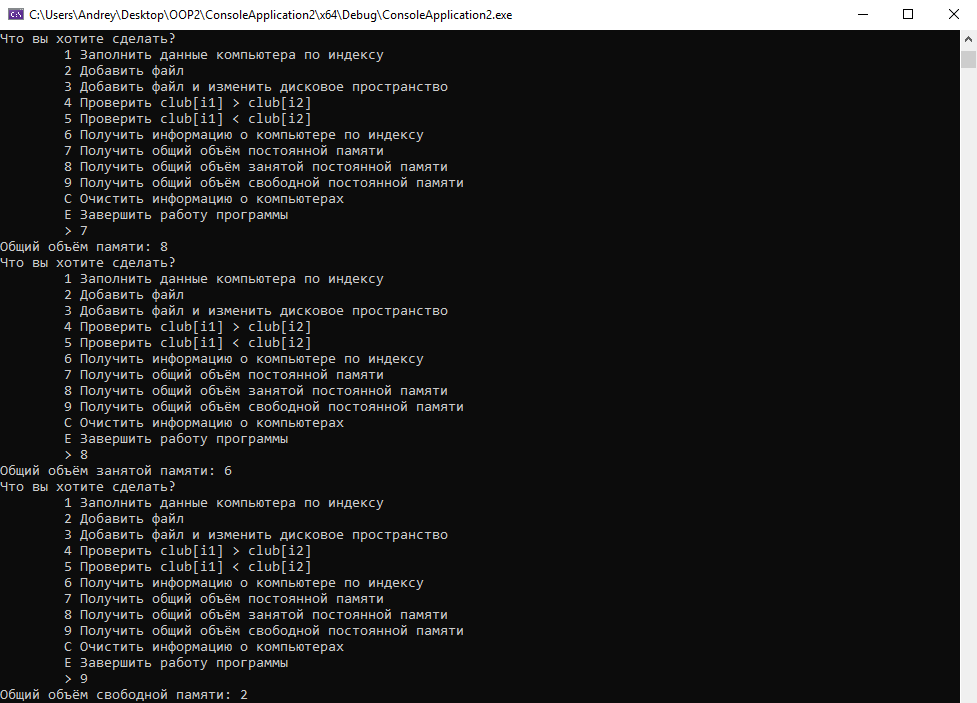 C:\Users\Andrey\Desktop\OOP2\ConsoleApplication2\x64\Debug\ConsoleApplication2.exe
Что вы хотите сделать?
1 Заполнить данные компьютера по индексу
2 Добавить файл
3 Добавить файл и изменить дисковое пространство
4 Проверить club[i1] > club[i2]
5 Проверить club[i1] < club[i2]
6 Получить информацию о компьютере по индексу
7 Получить общий объём постоянной памяти
8 Получить общий объём занятой постоянной памяти
9 Получить общий объём свободной постоянной памяти
C Очистить информацию о компьютерах
E Завершить работу программы
> 7
Общий объём памяти: 8
Что вы хотите сделать?
1 Заполнить данные компьютера по индексу
2 Добавить файл
3 Добавить файл и изменить дисковое пространство
4 Проверить club[i1] > club[i2]
5 Проверить club[i1] < club[i2]
6 Получить информацию о компьютере по индексу
7 Получить общий объём постоянной памяти
8 Получить общий объём занятой постоянной памяти
9 Получить общий объём свободной постоянной памяти
C Очистить информацию о компьютерах
E Завершить работу программы
> 8
Общий объём занятой памяти: 6
Что вы хотите сделать?
1 Заполнить данные компьютера по индексу
2 Добавить файл
3 Добавить файл и изменить дисковое пространство
4 Проверить club[i1] > club[i2]
5 Проверить club[i1] < club[i2]
6 Получить информацию о компьютере по индексу
7 Получить общий объём постоянной памяти
8 Получить общий объём занятой постоянной памяти
9 Получить общий объём свободной постоянной памяти
C Очистить информацию о компьютерах
E Завершить работу программы
> 9
Общий объём свободной памяти: 2